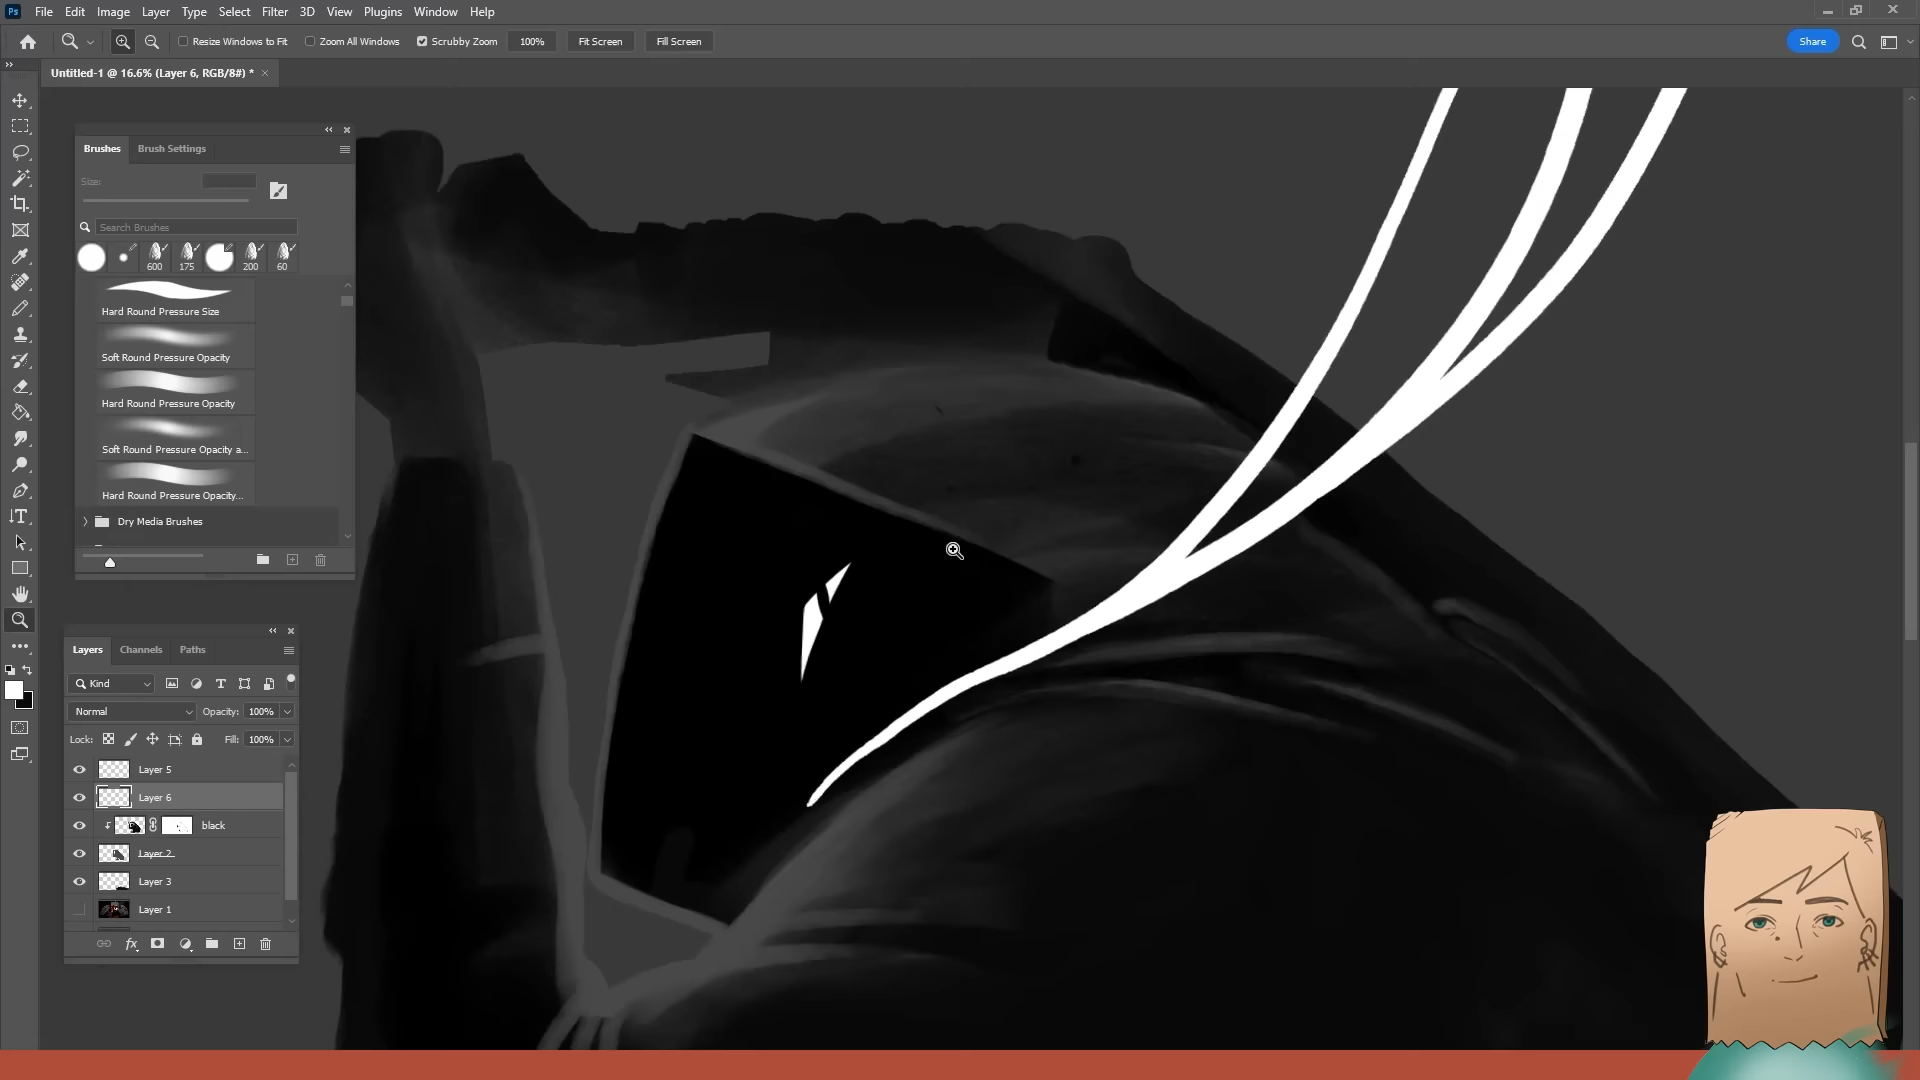 Ps File Edit Image Layer Type Select Filter 3D View Plugins Window Help
Resize Windows to Fit Zoom All Windows Scrubby Zoom 100% Fit Screen Fill Screen Share
Untitled-1 @ 16.6% (Layer 6, RGB/8#) *
Brushes Brush Settings
Size:
Search Brushes
600 175 200 60
Hard Round Pressure Size
Soft Round Pressure Opacity
Hard Round Pressure Opacity
Soft Round Pressure Opacity a...
Hard Round Pressure Opacity...
Dry Media Brushes
Layers Channels Paths
Kind
Normal Opacity: 100%
Lock: Fill: 100%
Layer 5
Layer 6
black
Layer 2
Layer 3
Layer 1